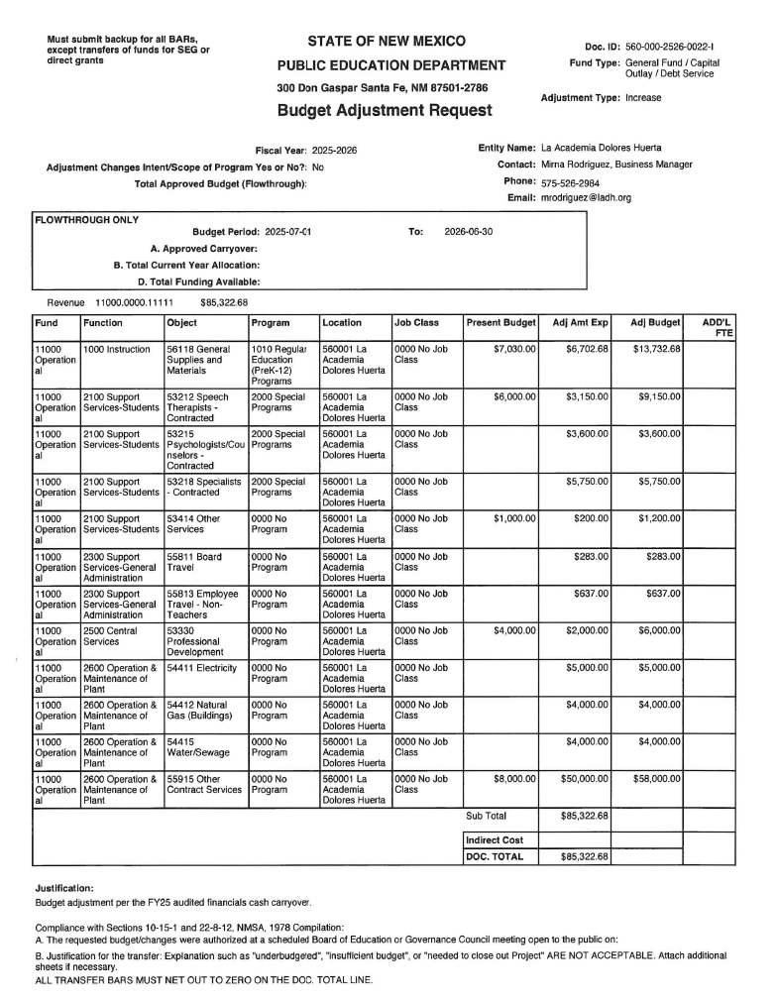 Must submit backup for all BARs,
except transfers of funds for SEG or
direct grants
STATE OF NEW MEXICO
PUBLIC EDUCATION DEPARTMENT
300 Don Gaspar Santa Fe, NM 87501-2786
Budget Adjustment Request
Doc. ID: 560-000-2526-0022-I
Fund Type: General Fund / Capital
Outlay / Debt Service
Adjustment Type: Increase
Fiscal Year: 2025-2026
Adjustment Changes Intent/Scope of Program Yes or No?: No
Total Approved Budget (Flowthrough):
Entity Name: La Academia Dolores Huerta
Contact: Mirna Rodriguez, Business Manager
Phone: 575-526-2984
Email: mrodriguez@ladh.org
FLOWTHROUGH ONLY
Budget Period: 2025-07-01 To: 2026-06-30
A. Approved Carryover:
B. Total Current Year Allocation:
D. Total Funding Available:
Revenue 11000.0000.11111 $85,322.68
Fund Function Object Program Location Job Class Present Budget Adj Amt Exp Adj Budget ADD'L
FTE
11000 1000 Instruction 56118 General 1010 Regular 560001 La 0000 No Job $7,030.00 $6,702.68 $13,732.68
Operation Supplies and Education Academia Class
al Materials (PreK-12) Dolores Huerta
Programs
11000 2100 Support 53212 Speech 2000 Special 560001 La 0000 No Job $6,000.00 $3,150.00 $9,150.00
Operation Services-Students Therapists - Programs Academia Class
al Contracted Dolores Huerta
11000 2100 Support 53215 2000 Special 560001 La 0000 No Job $3,600.00 $3,600.00
Operation Services-Students Psychologists/Cou Programs Academia Class
al nselors - Dolores Huerta
Contracted
11000 2100 Support 53218 Specialists 2000 Special 560001 La 0000 No Job $5,750.00 $5,750.00
Operation Services-Students - Contracted Programs Academia Class
al Dolores Huerta
11000 2100 Support 53414 Other 0000 No 560001 La 0000 No Job $1,000.00 $200.00 $1,200.00
Operation Services-Students Services Program Academia Class
al Dolores Huerta
11000 2300 Support 55811 Board 0000 No 560001 La 0000 No Job $283.00 $283.00
Operation Services-General Travel Program Academia Class
al Administration Dolores Huerta
11000 2300 Support 55813 Employee 0000 No 560001 La 0000 No Job $637.00 $637.00
Operation Services-General Travel - Non- Program Academia Class
al Administration Teachers Dolores Huerta
11000 2500 Central 53330 0000 No 560001 La 0000 No Job $4,000.00 $2,000.00 $6,000.00
Operation Services Professional Program Academia Class
al Development Dolores Huerta
11000 2600 Operation & 54411 Electricity 0000 No 560001 La 0000 No Job $5,000.00 $5,000.00
Operation Maintenance of Program Academia Class
al Plant Dolores Huerta
11000 2600 Operation & 54412 Natural 0000 No 560001 La 0000 No Job $4,000.00 $4,000.00
Operation Maintenance of Gas (Buildings) Program Academia Class
al Plant Dolores Huerta
11000 2600 Operation & 54415 0000 No 560001 La 0000 No Job $4,000.00 $4,000.00
Operation Maintenance of Water/Sewage Program Academia Class
al Plant Dolores Huerta
11000 2600 Operation & 55915 Other 0000 No 560001 La 0000 No Job $8,000.00 $50,000.00 $58,000.00
Operation Maintenance of Contract Services Program Academia Class
al Plant Dolores Huerta
Sub Total $85,322.68
Indirect Cost
DOC. TOTAL $85,322.68
Justification:
Budget adjustment per the FY25 audited financials cash carryover.
Compliance with Sections 10-15-1 and 22-8-12, NMSA, 1978 Compilation:
A. The requested budget/changes were authorized at a scheduled Board of Education or Governance Council meeting open to the public on:
B. Justification for the transfer: Explanation such as "underbudgeted", "insufficient budget", or "needed to close out Project" ARE NOT ACCEPTABLE. Attach additional
sheets if necessary.
ALL TRANSFER BARS MUST NET OUT TO ZERO ON THE DOC. TOTAL LINE.